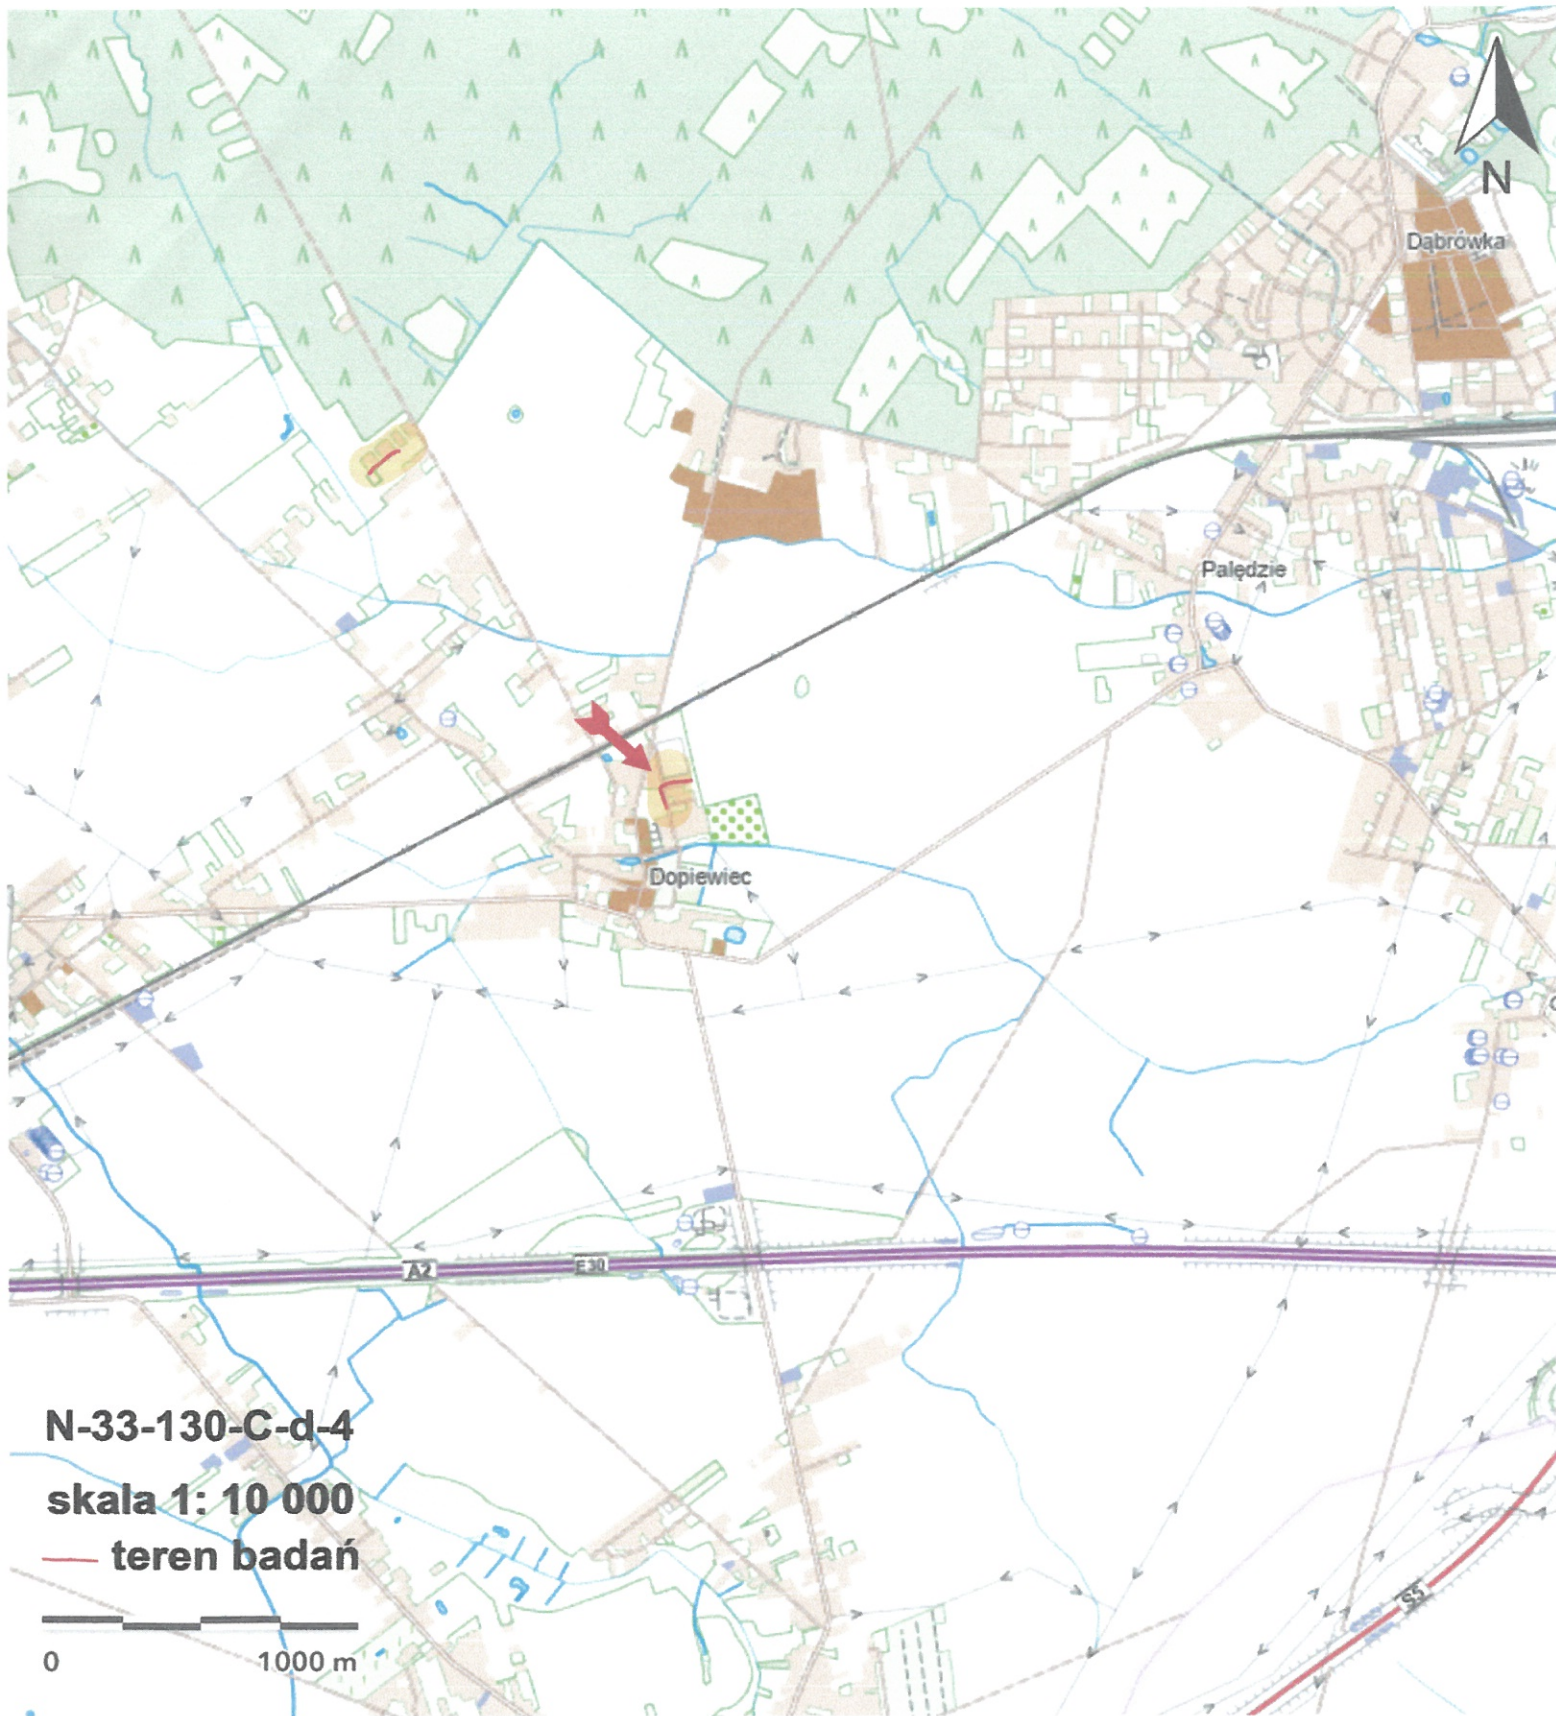 N
Dąbrówka
Palędzie
Dopiewiec
A2
E30
N-33-130-C-d-4
skala 1: 10 000
teren badań
S5
0 1000 m